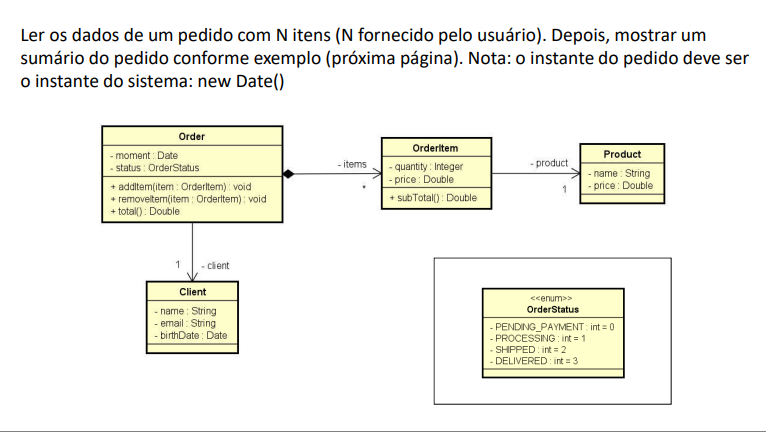 Ler os dados de um pedido com N itens (N fornecido pelo usuário). Depois, mostrar um
sumário do pedido conforme exemplo (próxima página). Nota: o instante do pedido deve ser
o instante do sistema: new Date()
Order
- moment : Date
- status : OrderStatus
+ addItem(item : OrderItem) : void
+ removeItem(item : OrderItem) : void
+ total() : Double
- items
*
OrderItem
- quantity : Integer
- price : Double
+ subTotal() : Double
- product
1
Product
- name : String
- price : Double
1
- client
Client
- name : String
- email : String
- birthDate : Date
<<enum>>
OrderStatus
- PENDING_PAYMENT : int = 0
- PROCESSING : int = 1
- SHIPPED : int = 2
- DELIVERED : int = 3